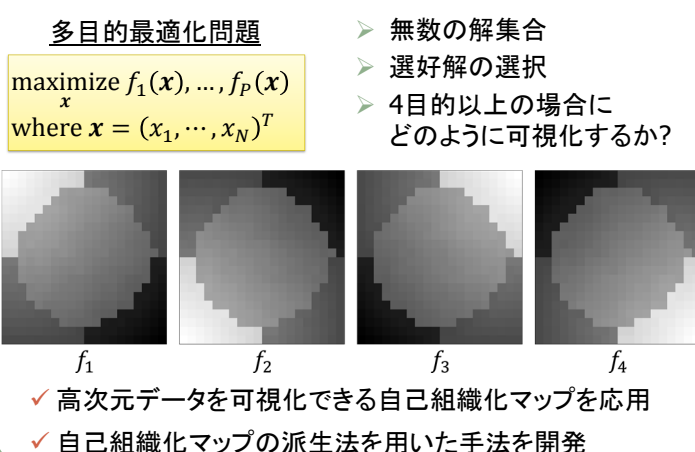 多目的最適化問題
maximize f₁(x), ..., f_P(x)
x
where x = (x₁, ⋯, x_N)^T
➢ 無数の解集合
➢ 選好解の選択
➢ 4目的以上の場合に
どのように可視化するか?
f₁ f₂ f₃ f₄
✓ 高次元データを可視化できる自己組織化マップを応用
✓ 自己組織化マップの派生法を用いた手法を開発